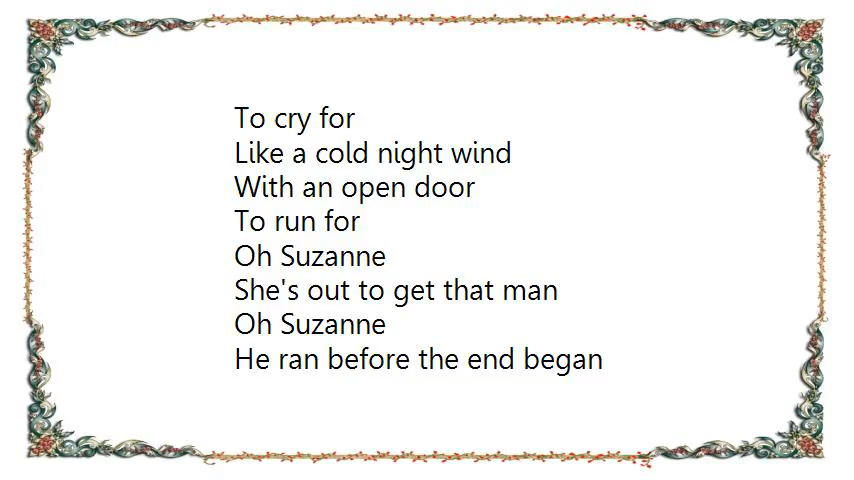 To cry for
Like a cold night wind
With an open door
To run for
Oh Suzanne
She's out to get that man
Oh Suzanne
He ran before the end began